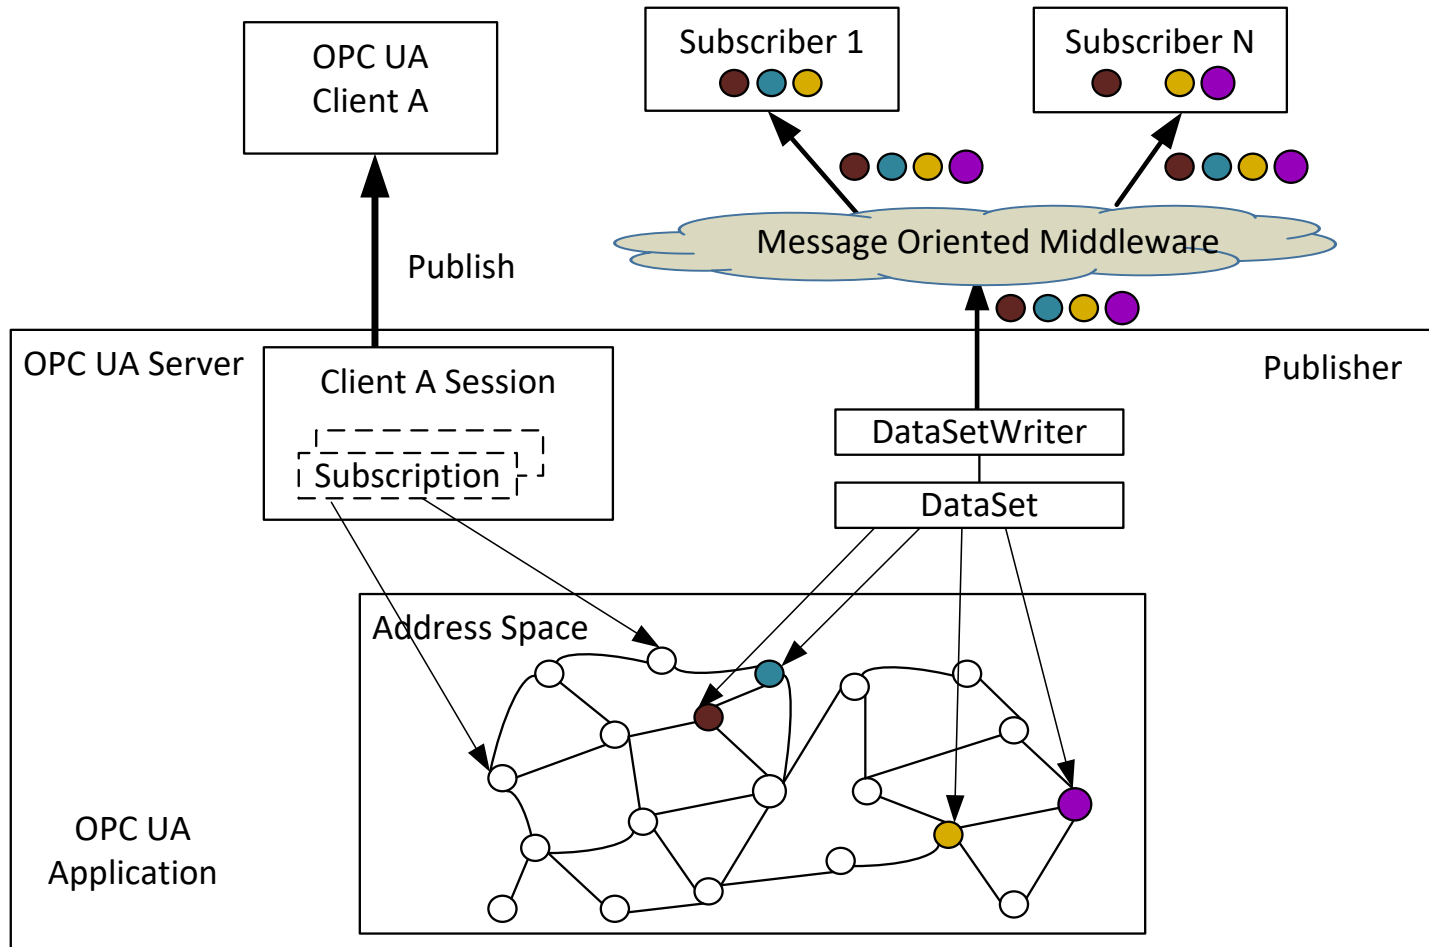 OPC UA
Client A
Subscriber 1
Subscriber N
Publish
Message Oriented Middleware
OPC UA Server
Publisher
Client A Session
Subscription
DataSetWriter
DataSet
Address Space
OPC UA
Application